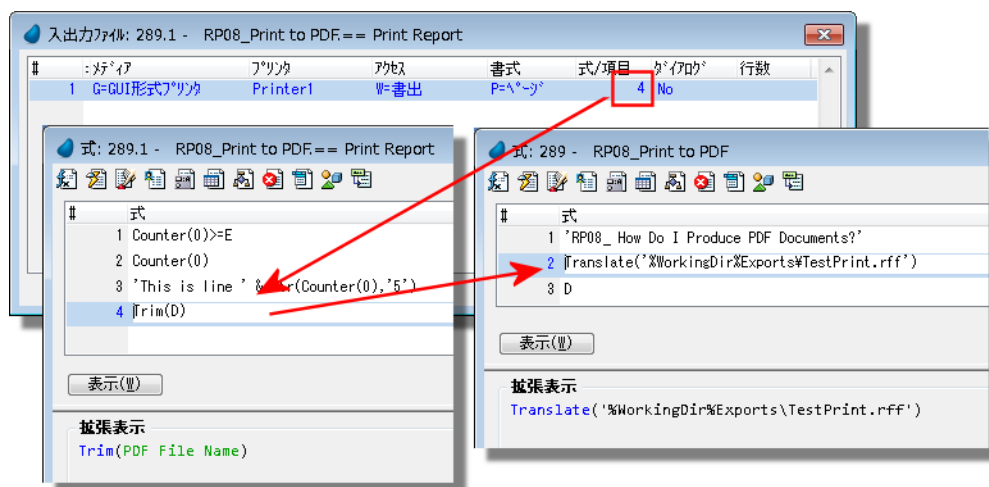 入出力ﾌｧｲﾙ: 289.1 - RP08_Print to PDF.== Print Report
# :ﾒﾃﾞｨｱ ﾌﾟﾘﾝﾀ ｱｸｾｽ 書式 式/項目 ﾀﾞｲｱﾛｸﾞ 行数
1 G=GUI形式ﾌﾟﾘﾝﾀ Printer1 W=書出 P=ﾍﾟｰｼﾞ 4 No
式: 289.1 - RP08_Print to PDF.== Print Report
# 式
1 Counter(0)>=E
2 Counter(0)
3 'This is line ' & (Counter(0),'5')
4 Trim(D)
表示(W)
拡張表示
Trim(PDF File Name)
式: 289 - RP08_Print to PDF
# 式
1 'RP08_ How Do I Produce PDF Documents?'
2 Translate('%WorkingDir%Exports¥TestPrint.rff')
3 D
表示(W)
拡張表示
Translate('%WorkingDir%Exports\TestPrint.rff')